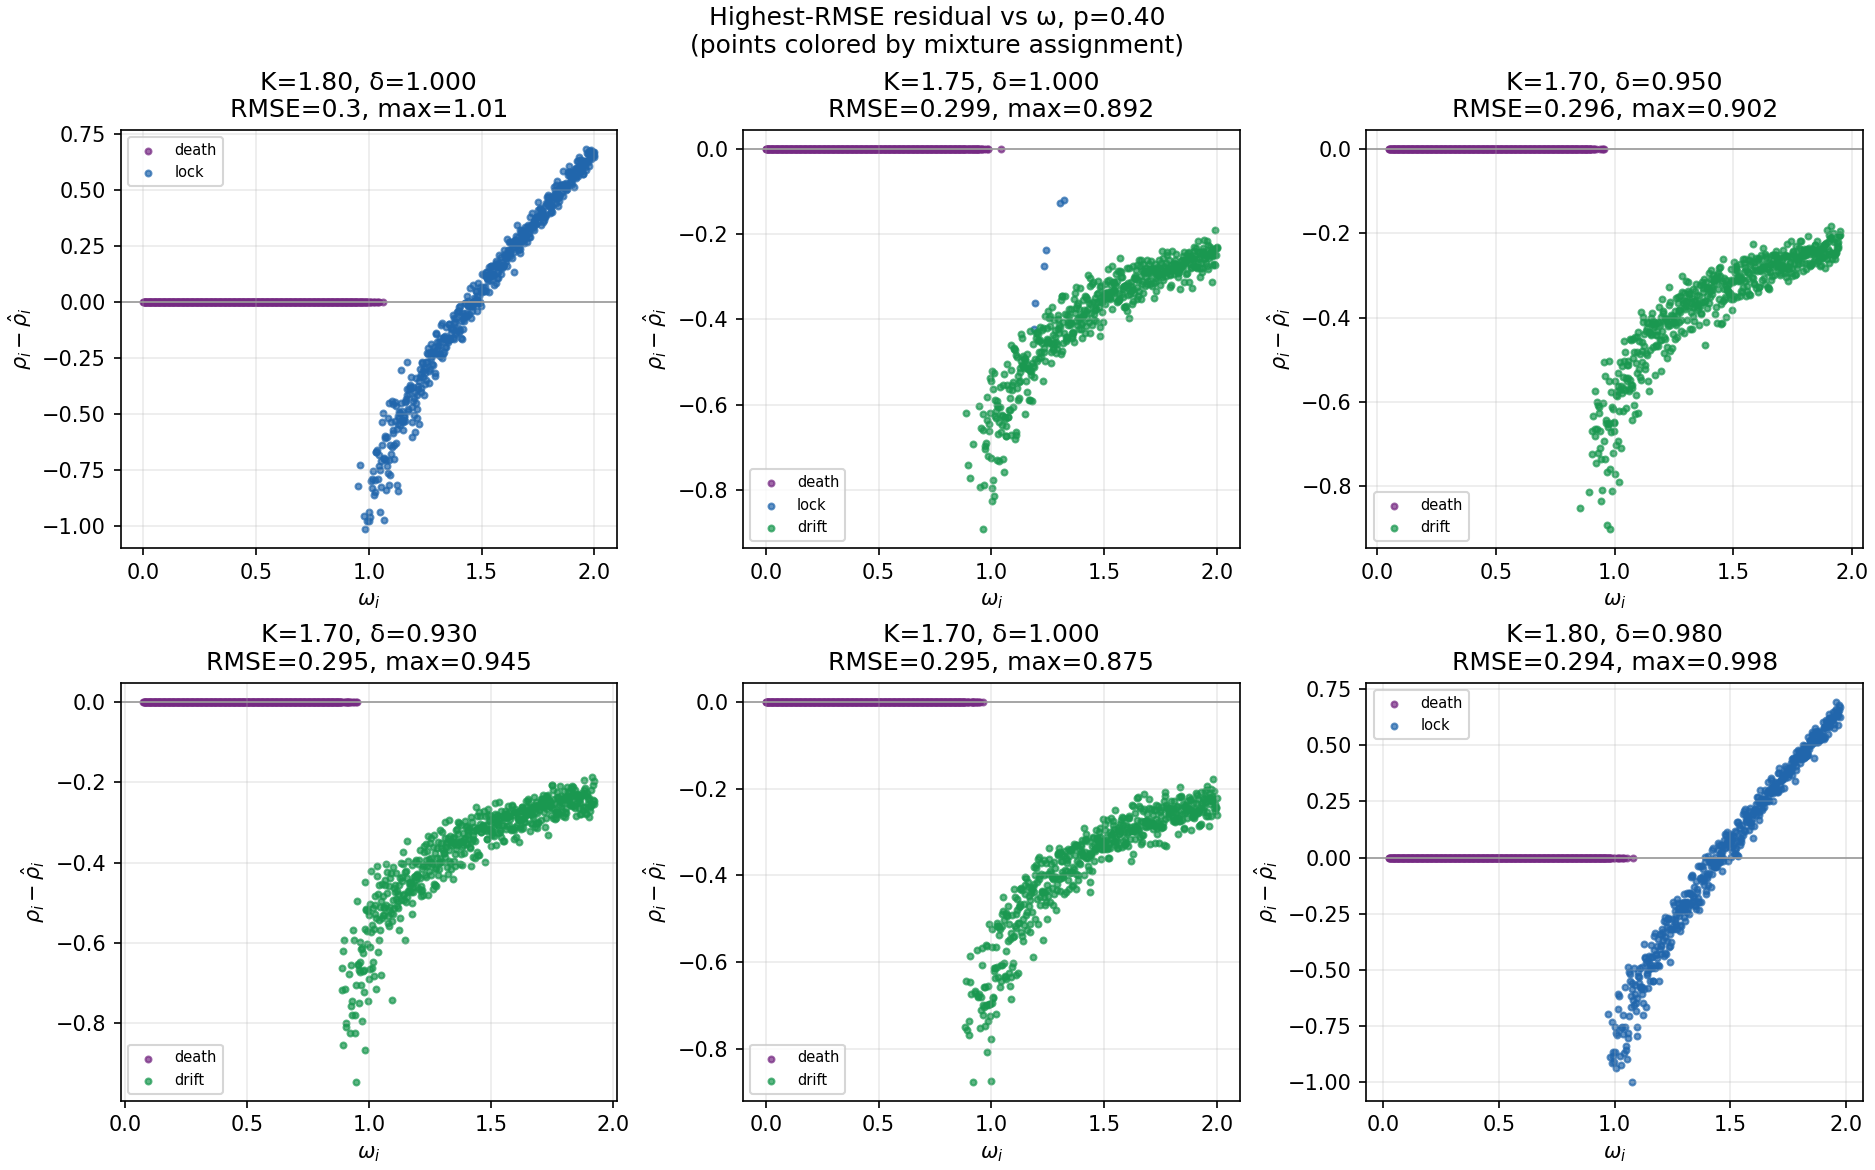 Highest-RMSE residual vs ω, p=0.40
(points colored by mixture assignment)
K=1.80, δ=1.000
RMSE=0.3, max=1.01
0.75
0.50
0.25
0.00
−0.25
−0.50
−0.75
−1.00
0.0 0.5 1.0 1.5 2.0
ρᵢ − ρ̂ᵢ
ωᵢ
death
lock
K=1.75, δ=1.000
RMSE=0.299, max=0.892
0.0
−0.2
−0.4
−0.6
−0.8
0.0 0.5 1.0 1.5 2.0
ρᵢ − ρ̂ᵢ
ωᵢ
death
lock
drift
K=1.70, δ=0.950
RMSE=0.296, max=0.902
0.0
−0.2
−0.4
−0.6
−0.8
0.0 0.5 1.0 1.5 2.0
ρᵢ − ρ̂ᵢ
ωᵢ
death
drift
K=1.70, δ=0.930
RMSE=0.295, max=0.945
0.0
−0.2
−0.4
−0.6
−0.8
0.0 0.5 1.0 1.5 2.0
ρᵢ − ρ̂ᵢ
ωᵢ
death
drift
K=1.70, δ=1.000
RMSE=0.295, max=0.875
0.0
−0.2
−0.4
−0.6
−0.8
0.0 0.5 1.0 1.5 2.0
ρᵢ − ρ̂ᵢ
ωᵢ
death
drift
K=1.80, δ=0.980
RMSE=0.294, max=0.998
0.75
0.50
0.25
0.00
−0.25
−0.50
−0.75
−1.00
0.0 0.5 1.0 1.5 2.0
ρᵢ − ρ̂ᵢ
ωᵢ
death
lock